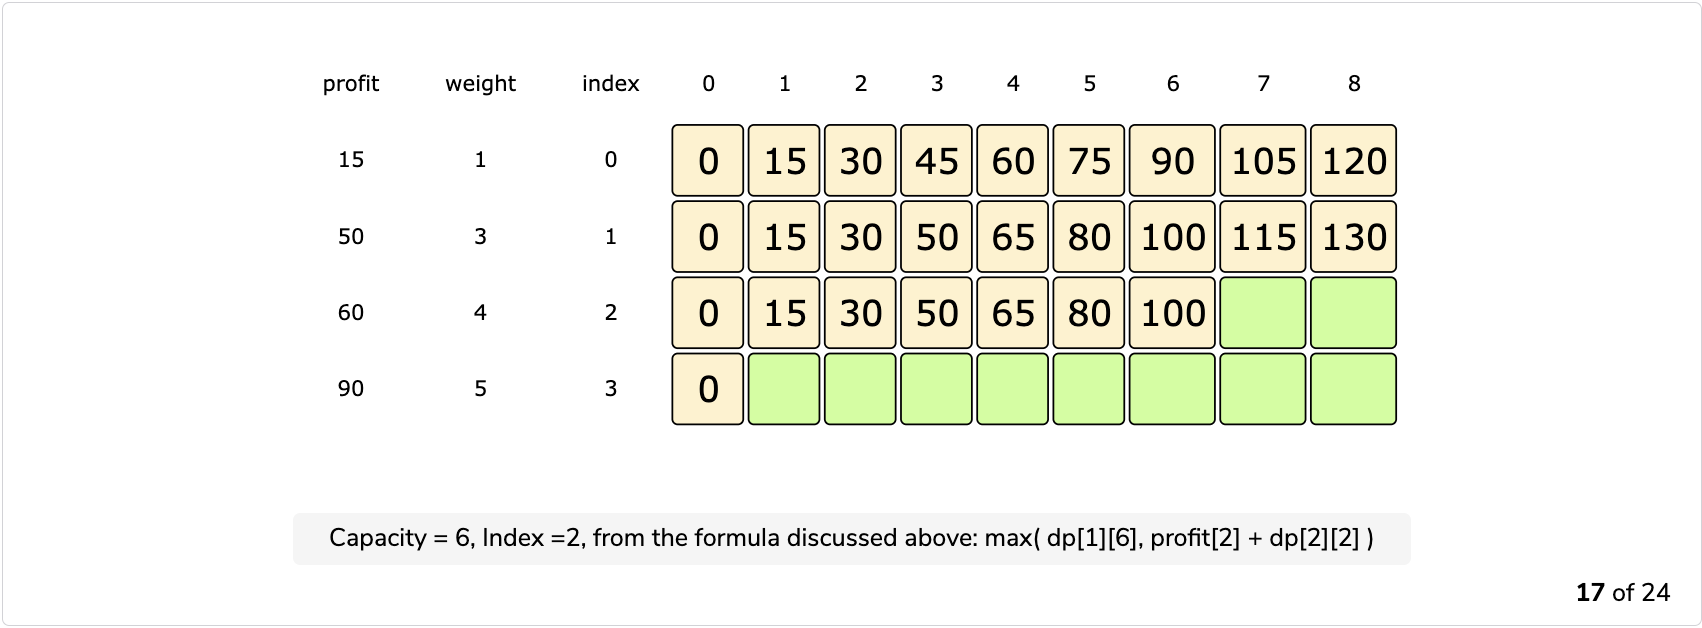 profit weight index 0 1 2 3 4 5 6 7 8
15 1 0 0 15 30 45 60 75 90 105 120
50 3 1 0 15 30 50 65 80 100 115 130
60 4 2 0 15 30 50 65 80 100
90 5 3 0
Capacity = 6, Index =2, from the formula discussed above: max( dp[1][6], profit[2] + dp[2][2] )
17 of 24